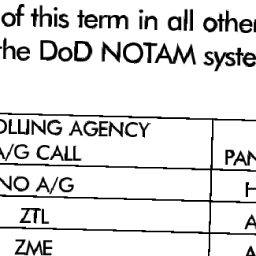 of this term in all other
the DoD NOTAM syste
OLLING AGENCY
A/G CALL
PAN
NO A/G
H
ZTL
A
ZME
A